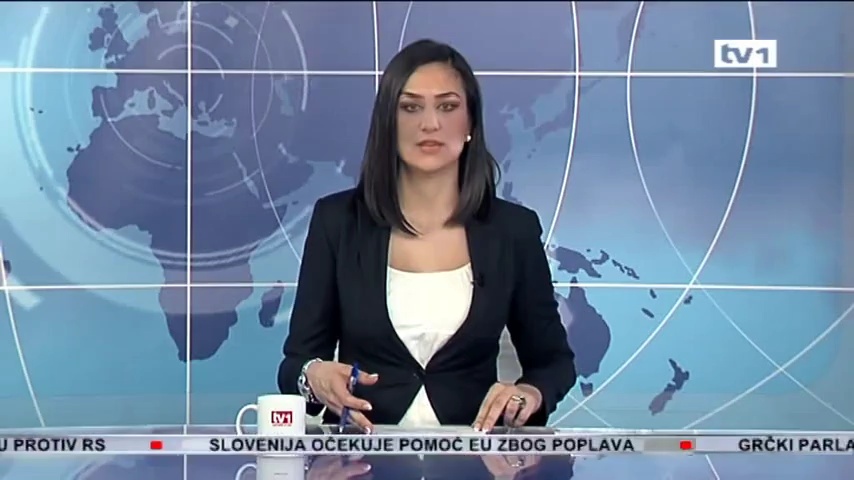 tv1
tv1
U PROTIV RS SLOVENIJA OČEKUJE POMOĆ EU ZBOG POPLAVA GRČKI PARLA